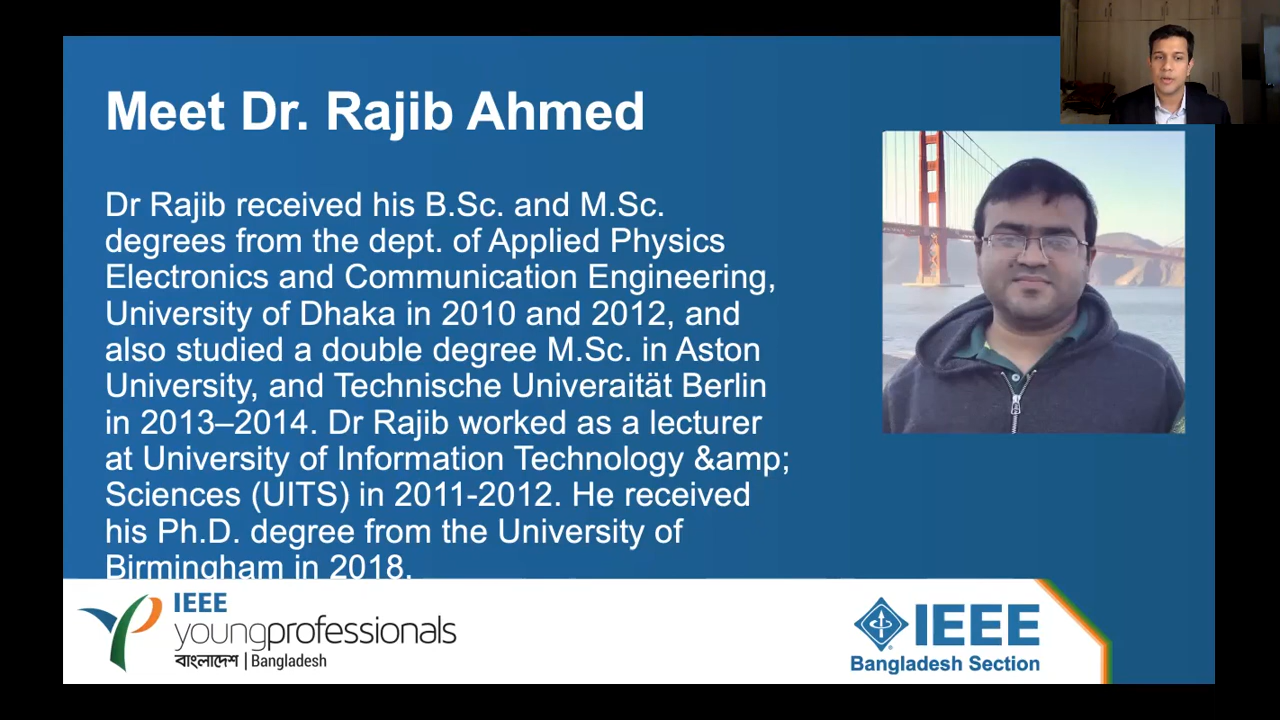 Meet Dr. Rajib Ahmed
Dr Rajib received his B.Sc. and M.Sc.
degrees from the dept. of Applied Physics
Electronics and Communication Engineering,
University of Dhaka in 2010 and 2012, and
also studied a double degree M.Sc. in Aston
University, and Technische Univeraität Berlin
in 2013–2014. Dr Rajib worked as a lecturer
at University of Information Technology &amp;
Sciences (UITS) in 2011-2012. He received
his Ph.D. degree from the University of
Birmingham in 2018.
IEEE
youngprofessionals
বাংলাদেশ | Bangladesh
IEEE
Bangladesh Section